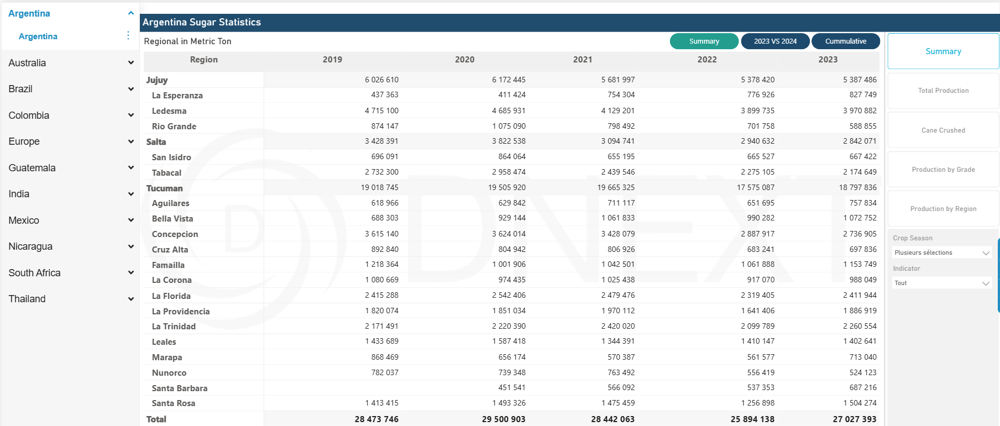 Argentina
Argentina
Australia
Brazil
Colombia
Europe
Guatemala
India
Mexico
Nicaragua
South Africa
Thailand
Argentina Sugar Statistics
Regional in Metric Ton
Summary 2023 VS 2024 Cummulative
Region 2019 2020 2021 2022 2023
Jujuy 6 026 610 6 172 445 5 681 997 5 378 420 5 387 486
La Esperanza 437 363 411 424 754 304 776 926 827 749
Ledesma 4 715 100 4 685 931 4 129 201 3 899 735 3 970 882
Rio Grande 874 147 1 075 090 798 492 701 758 588 855
Salta 3 428 391 3 822 538 3 094 741 2 940 632 2 842 071
San Isidro 696 091 864 064 655 195 665 527 667 422
Tabacal 2 732 300 2 958 474 2 439 546 2 275 105 2 174 649
Tucuman 19 018 745 19 505 920 19 665 325 17 575 087 18 797 836
Aguilares 618 966 629 842 711 117 651 695 757 834
Bella Vista 688 303 929 144 1 061 833 990 282 1 072 752
Concepcion 3 615 140 3 624 014 3 428 079 2 887 917 2 736 905
Cruz Alta 892 840 804 942 806 926 683 241 697 836
Famailla 1 218 364 1 001 906 1 042 501 1 061 888 1 153 749
La Corona 1 080 669 974 435 1 025 438 917 070 988 049
La Florida 2 415 288 2 542 406 2 479 476 2 319 405 2 411 944
La Providencia 1 820 074 1 851 034 1 970 112 1 641 406 1 886 919
La Trinidad 2 171 491 2 220 390 2 420 020 2 099 789 2 260 554
Leales 1 433 689 1 587 418 1 344 391 1 410 147 1 402 641
Marapa 868 469 656 174 570 387 561 577 713 040
Nunorco 782 037 739 348 763 492 556 419 524 123
Santa Barbara 451 541 566 092 537 353 687 216
Santa Rosa 1 413 415 1 493 326 1 475 459 1 256 898 1 504 274
Total 28 473 746 29 500 903 28 442 063 25 894 138 27 027 393
D DNEXT
Summary
Total Production
Cane Crushed
Production by Grade
Production by Region
Crop Season
Plusieurs sélections
Indicator
Tout